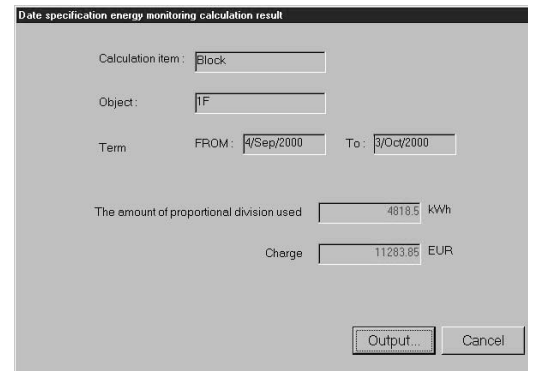 Date specification energy monitoring calculation result
Calculation item : Block
Object : 1F
Term FROM : 4/Sep/2000 To : 3/Oct/2000
The amount of proportional division used 4818.5 kWh
Charge 11283.85 EUR
Output... Cancel